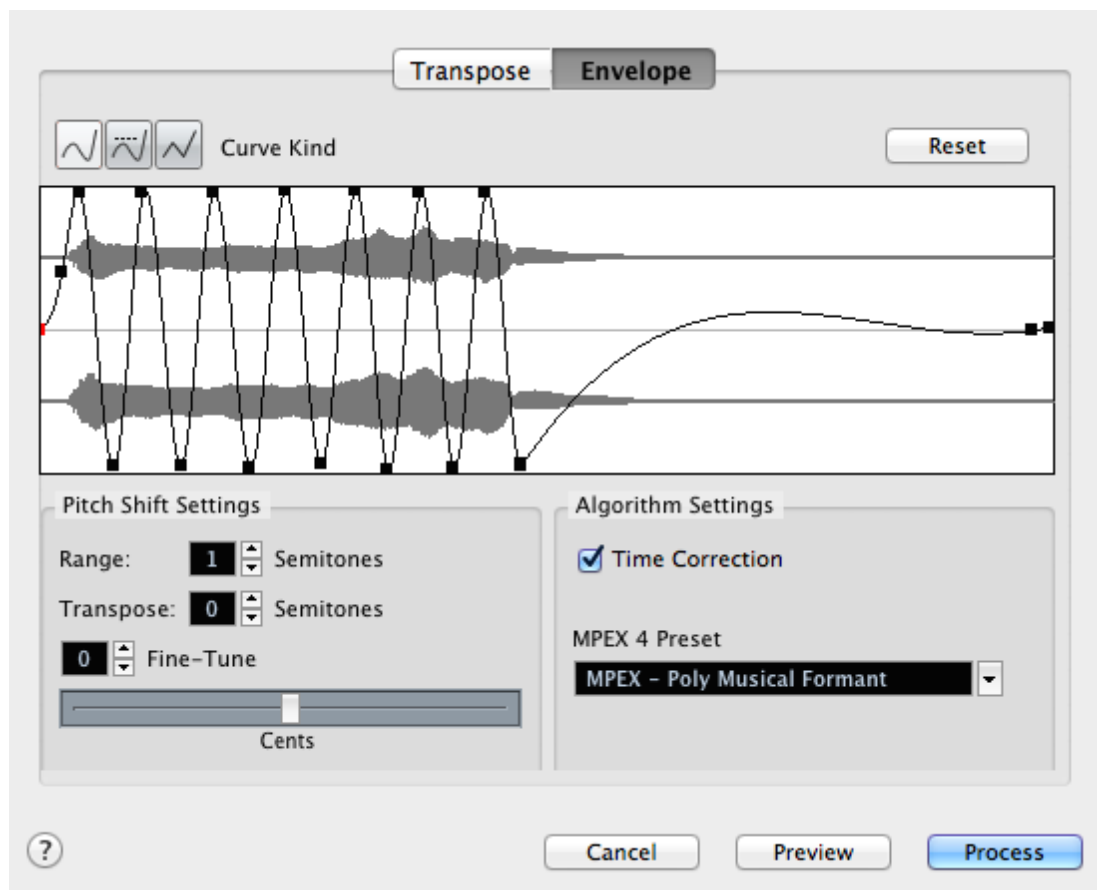 Transpose Envelope
Curve Kind Reset
Pitch Shift Settings
Range: 1 Semitones
Transpose: 0 Semitones
0 Fine-Tune
Cents
Algorithm Settings
Time Correction
MPEX 4 Preset
MPEX - Poly Musical Formant
? Cancel Preview Process